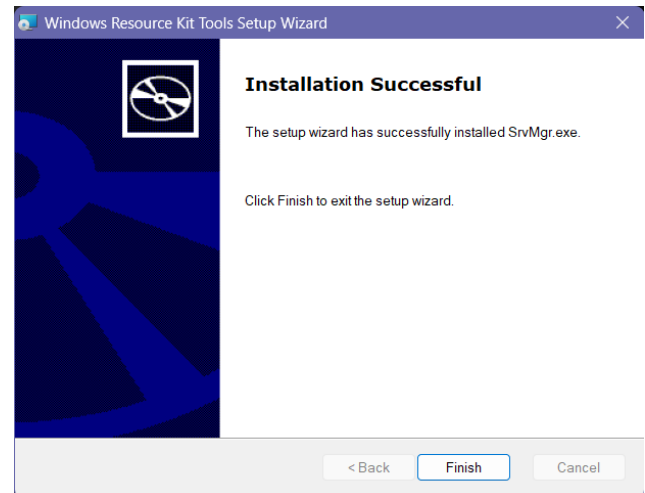 Windows Resource Kit Tools Setup Wizard
Installation Successful
The setup wizard has successfully installed SrvMgr.exe.
Click Finish to exit the setup wizard.
< Back
Finish
Cancel